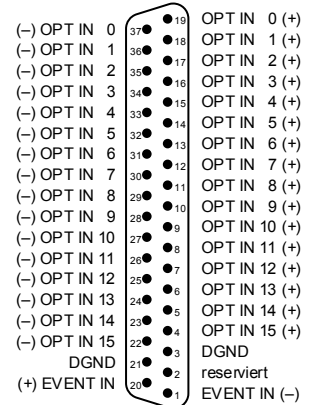 19 OPT IN 0 (+)
(–) OPT IN 0 37
18 OPT IN 1 (+)
(–) OPT IN 1 36
17 OPT IN 2 (+)
(–) OPT IN 2 35
16 OPT IN 3 (+)
(–) OPT IN 3 34
15 OPT IN 4 (+)
(–) OPT IN 4 33
14 OPT IN 5 (+)
(–) OPT IN 5 32
13 OPT IN 6 (+)
(–) OPT IN 6 31
12 OPT IN 7 (+)
(–) OPT IN 7 30
11 OPT IN 8 (+)
(–) OPT IN 8 29
10 OPT IN 9 (+)
(–) OPT IN 9 28
9 OPT IN 10 (+)
(–) OPT IN 10 27
8 OPT IN 11 (+)
(–) OPT IN 11 26
7 OPT IN 12 (+)
(–) OPT IN 12 25
6 OPT IN 13 (+)
(–) OPT IN 13 24
5 OPT IN 14 (+)
(–) OPT IN 14 23
4 OPT IN 15 (+)
(–) OPT IN 15 22
3 DGND
DGND 21
2 reserviert
(+) EVENT IN 20
1 EVENT IN (–)